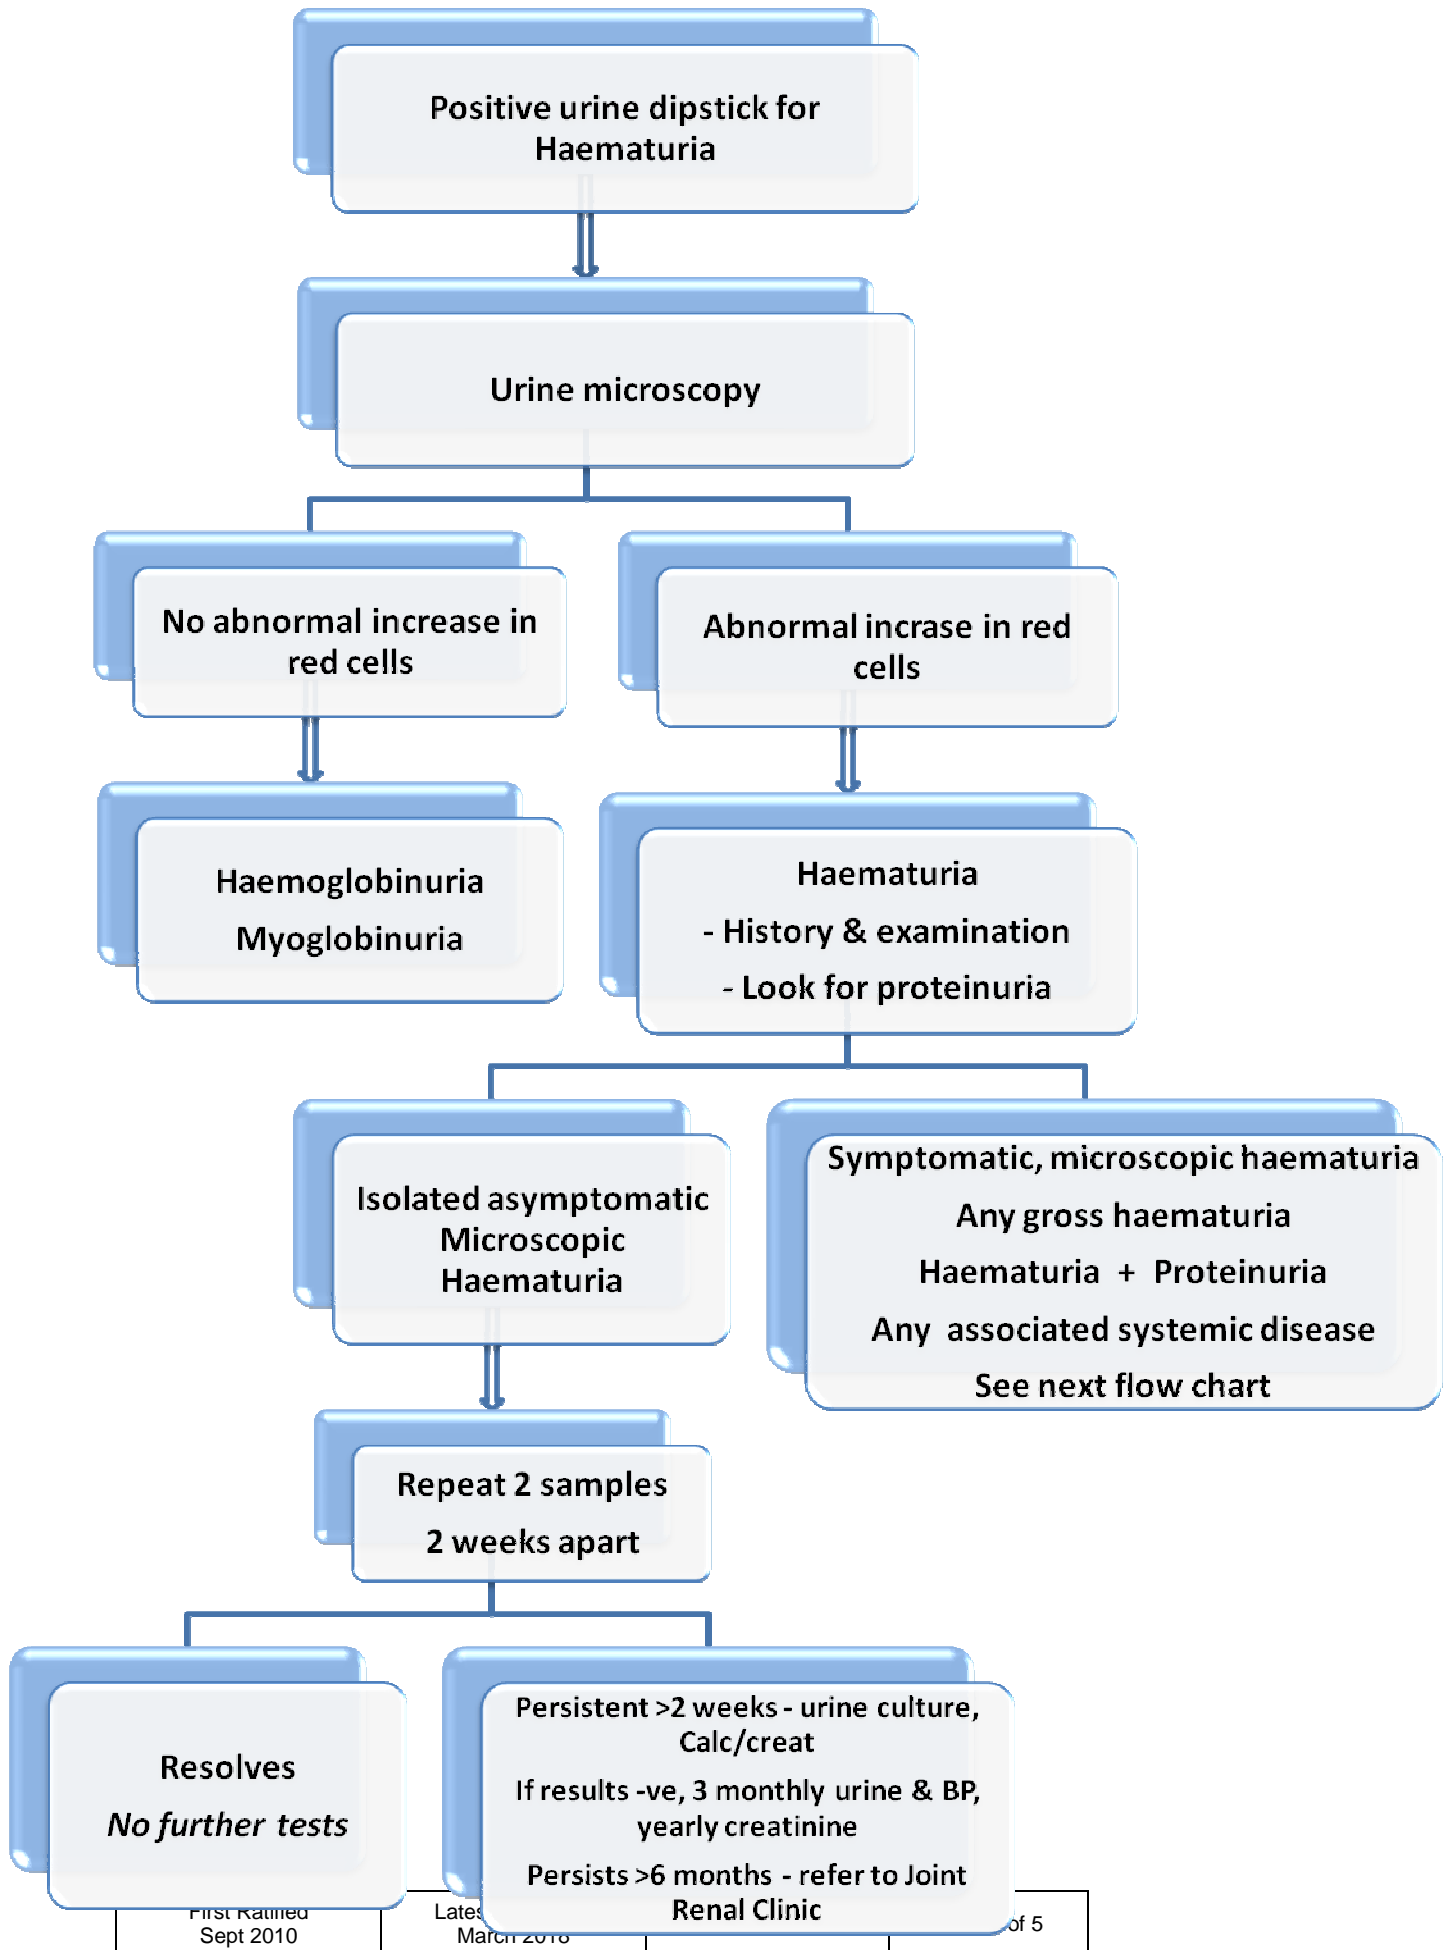 Positive urine dipstick for
Haematuria
Urine microscopy
No abnormal increase in
red cells
Abnormal incrase in red
cells
Haemoglobinuria
Myoglobinuria
Haematuria
- History & examination
- Look for proteinuria
Isolated asymptomatic
Microscopic
Haematuria
Symptomatic, microscopic haematuria
Any gross haematuria
Haematuria + Proteinuria
Any associated systemic disease
See next flow chart
Repeat 2 samples
2 weeks apart
Resolves
No further tests
Persistent >2 weeks - urine culture,
Calc/creat
If results -ve, 3 monthly urine & BP,
yearly creatinine
Persists >6 months - refer to Joint
Renal Clinic
First Ratified
Sept 2010
March 2018
of 5